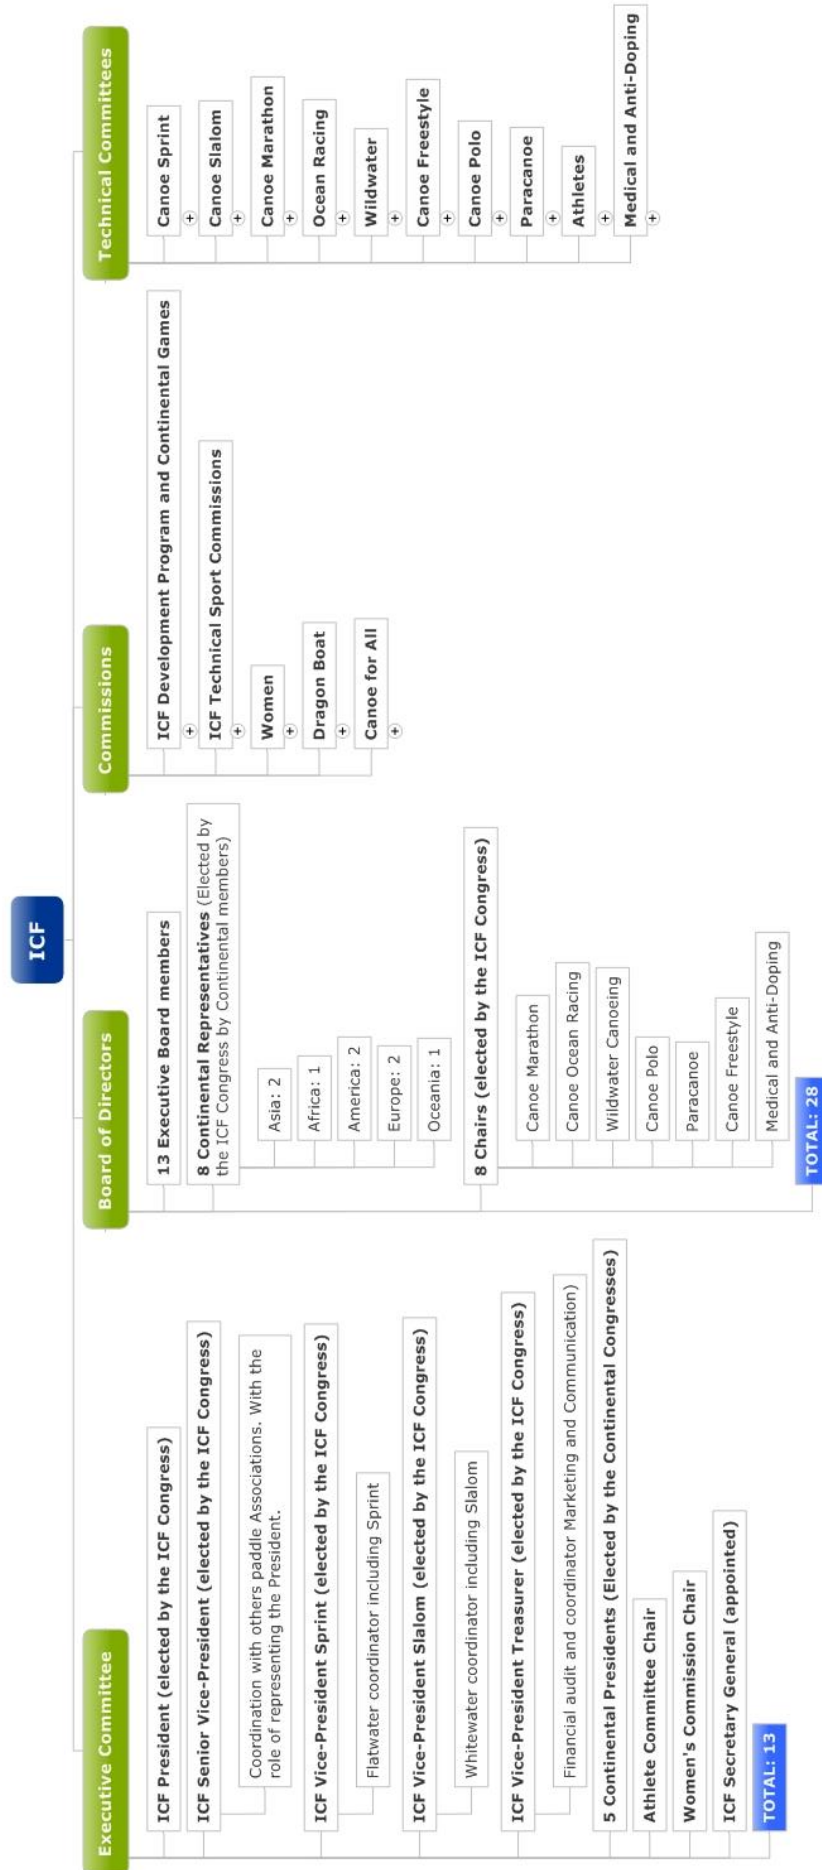 ICF
Executive Committee
ICF President (elected by the ICF Congress)
ICF Senior Vice-President (elected by the ICF Congress)
Coordination with others paddle Associations. With the
role of representing the President.
ICF Vice-President Sprint (elected by the ICF Congress)
Flatwater coordinator including Sprint
ICF Vice-President Slalom (elected by the ICF Congress)
Whitewater coordinator including Slalom
ICF Vice-President Treasurer (elected by the ICF Congress)
Financial audit and coordinator Marketing and Communication)
5 Continental Presidents (Elected by the Continental Congresses)
Athlete Committee Chair
Women's Commission Chair
ICF Secretary General (appointed)
TOTAL: 13
Board of Directors
13 Executive Board members
8 Continental Representatives (Elected by
the ICF Congress by Continental members)
Asia: 2
Africa: 1
America: 2
Europe: 2
Oceania: 1
8 Chairs (elected by the ICF Congress)
Canoe Marathon
Canoe Ocean Racing
Wildwater Canoeing
Canoe Polo
Paracanoe
Canoe Freestyle
Medical and Anti-Doping
TOTAL: 28
Commissions
ICF Development Program and Continental Games
ICF Technical Sport Commissions
Women
Dragon Boat
Canoe for All
Technical Committees
Canoe Sprint
Canoe Slalom
Canoe Marathon
Ocean Racing
Wildwater
Canoe Freestyle
Canoe Polo
Paracanoe
Athletes
Medical and Anti-Doping